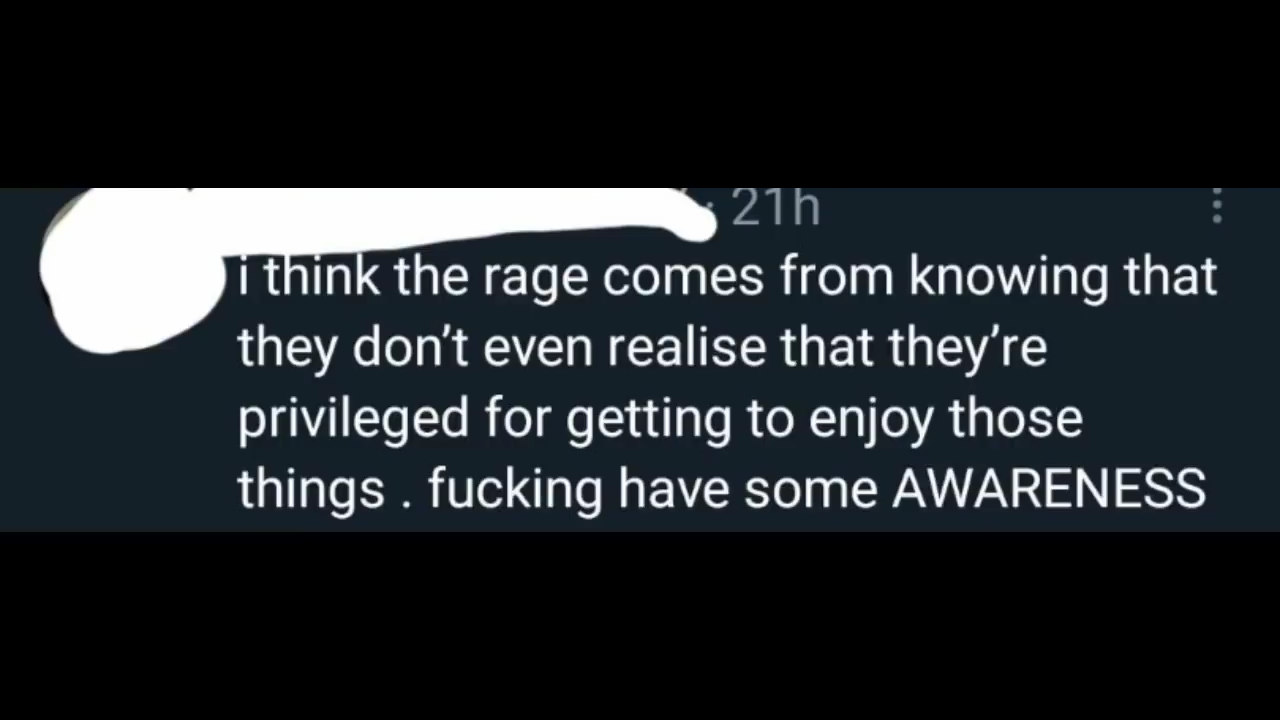 · 21h
i think the rage comes from knowing that
they don’t even realise that they’re
privileged for getting to enjoy those
things . fucking have some AWARENESS